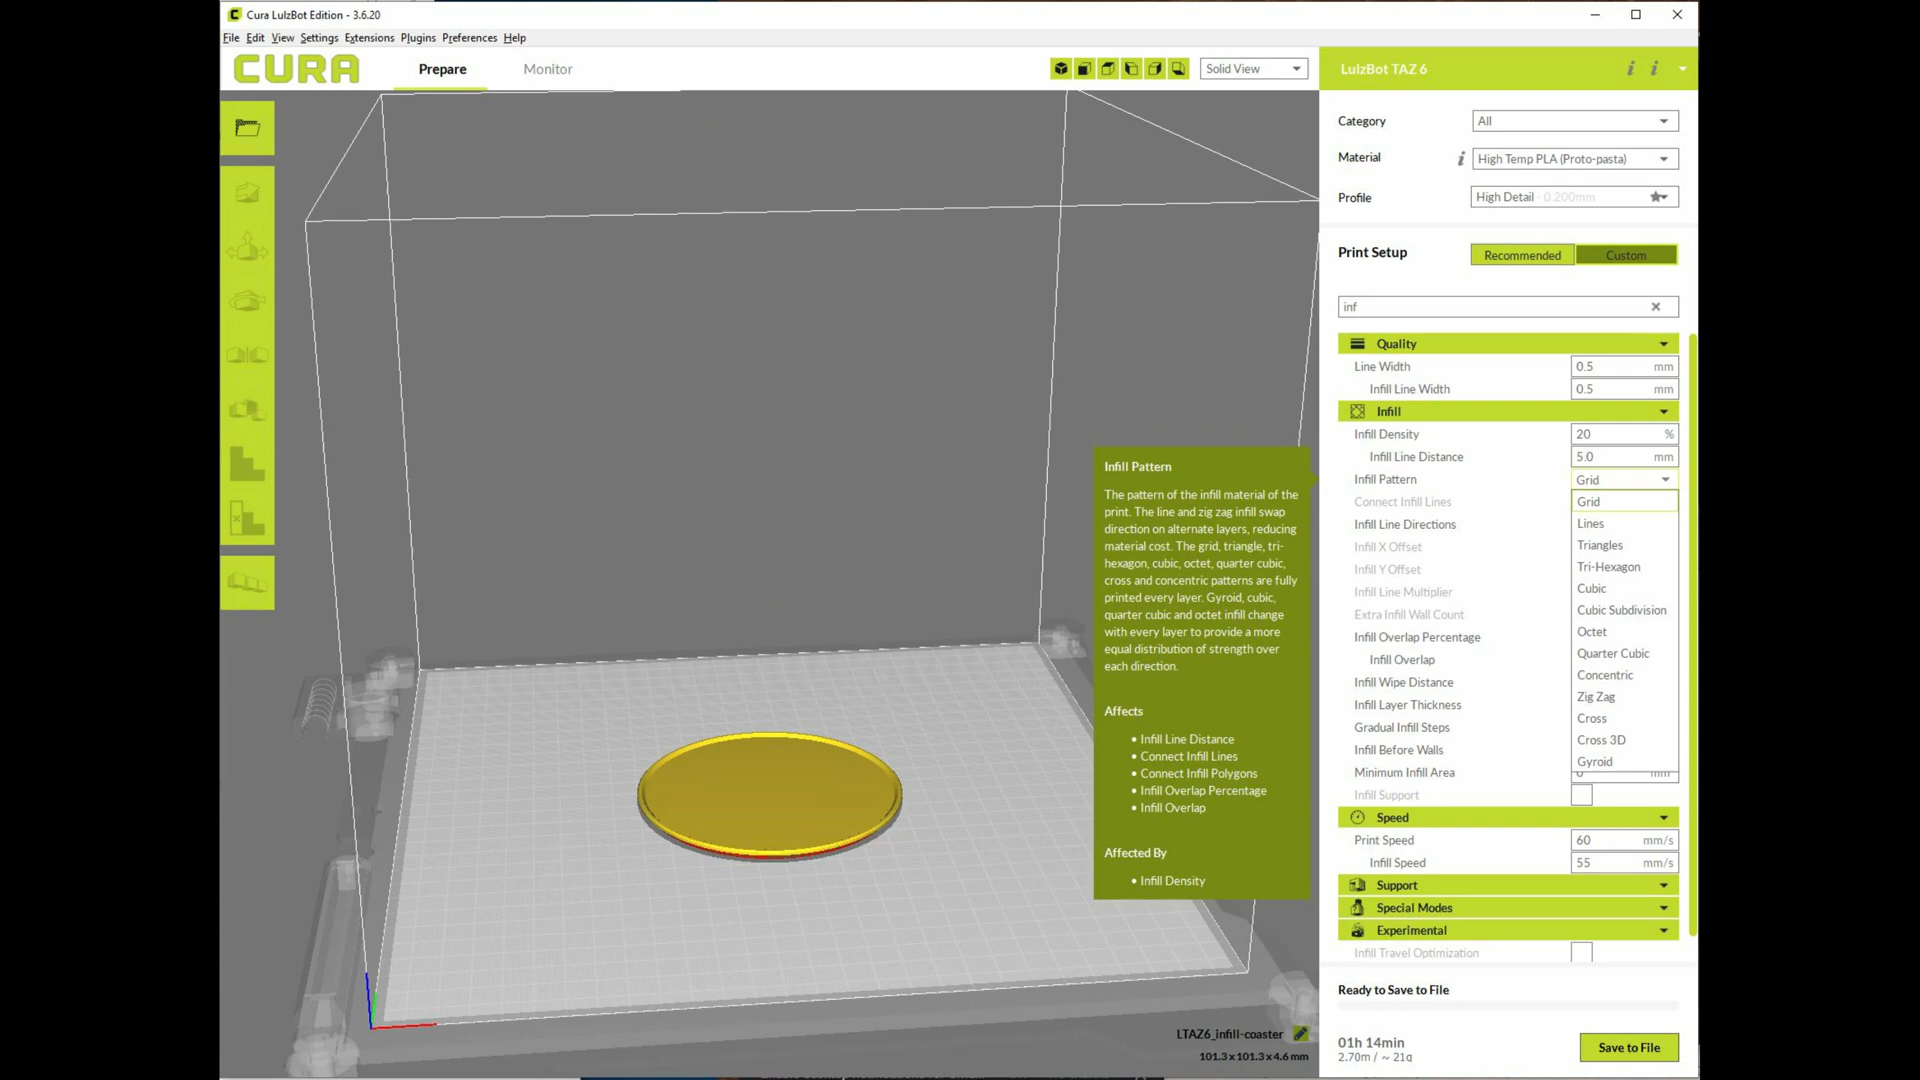 Cura LulzBot Edition - 3.6.20
File Edit View Settings Extensions Plugins Preferences Help
CURA
Prepare
Monitor
Solid View
LulzBot TAZ 6
Category
All
Material
High Temp PLA (Proto-pasta)
Profile
High Detail - 0.200mm
Print Setup
Recommended
Custom
inf
Quality
Line Width
0.5 mm
Infill Line Width
0.5 mm
Infill
Infill Density
20 %
Infill Line Distance
5.0 mm
Infill Pattern
Grid
Connect Infill Lines
Infill Line Directions
Infill X Offset
Infill Y Offset
Infill Line Multiplier
Extra Infill Wall Count
Infill Overlap Percentage
Infill Overlap
Infill Wipe Distance
Infill Layer Thickness
Gradual Infill Steps
Infill Before Walls
Minimum Infill Area
Infill Support
Grid
Lines
Triangles
Tri-Hexagon
Cubic
Cubic Subdivision
Octet
Quarter Cubic
Concentric
Zig Zag
Cross
Cross 3D
Gyroid
Speed
Print Speed
60 mm/s
Infill Speed
55 mm/s
Support
Special Modes
Experimental
Infill Travel Optimization
Infill Pattern
The pattern of the infill material of the
print. The line and zig zag infill swap
direction on alternate layers, reducing
material cost. The grid, triangle, tri-
hexagon, cubic, octet, quarter cubic,
cross and concentric patterns are fully
printed every layer. Gyroid, cubic,
quarter cubic and octet infill change
with every layer to provide a more
equal distribution of strength over
each direction.
Affects
• Infill Line Distance
• Connect Infill Lines
• Connect Infill Polygons
• Infill Overlap Percentage
• Infill Overlap
Affected By
• Infill Density
LTAZ6_infill-coaster
101.3 x 101.3 x 4.6 mm
Ready to Save to File
01h 14min
2.70m / ~ 21g
Save to File